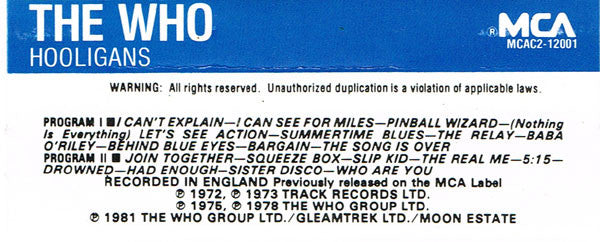 THE WHO
HOOLIGANS
® MCA
MCAC2-12001
WARNING: All rights reserved. Unauthorized duplication is a violation of applicable laws.
PROGRAM I ■ I CAN'T EXPLAIN—I CAN SEE FOR MILES—PINBALL WIZARD—(Nothing
Is Everything) LET'S SEE ACTION—SUMMERTIME BLUES—THE RELAY—BABA
O'RILEY—BEHIND BLUE EYES—BARGAIN—THE SONG IS OVER
PROGRAM II ■ JOIN TOGETHER—SQUEEZE BOX—SLIP KID—THE REAL ME—5:15—
DROWNED—HAD ENOUGH—SISTER DISCO—WHO ARE YOU
RECORDED IN ENGLAND Previously released on the MCA Label
℗ 1972, ℗ 1973 TRACK RECORDS LTD.
℗ 1975, ℗ 1978 THE WHO GROUP LTD.
℗ 1981 THE WHO GROUP LTD./GLEAMTREK LTD./MOON ESTATE